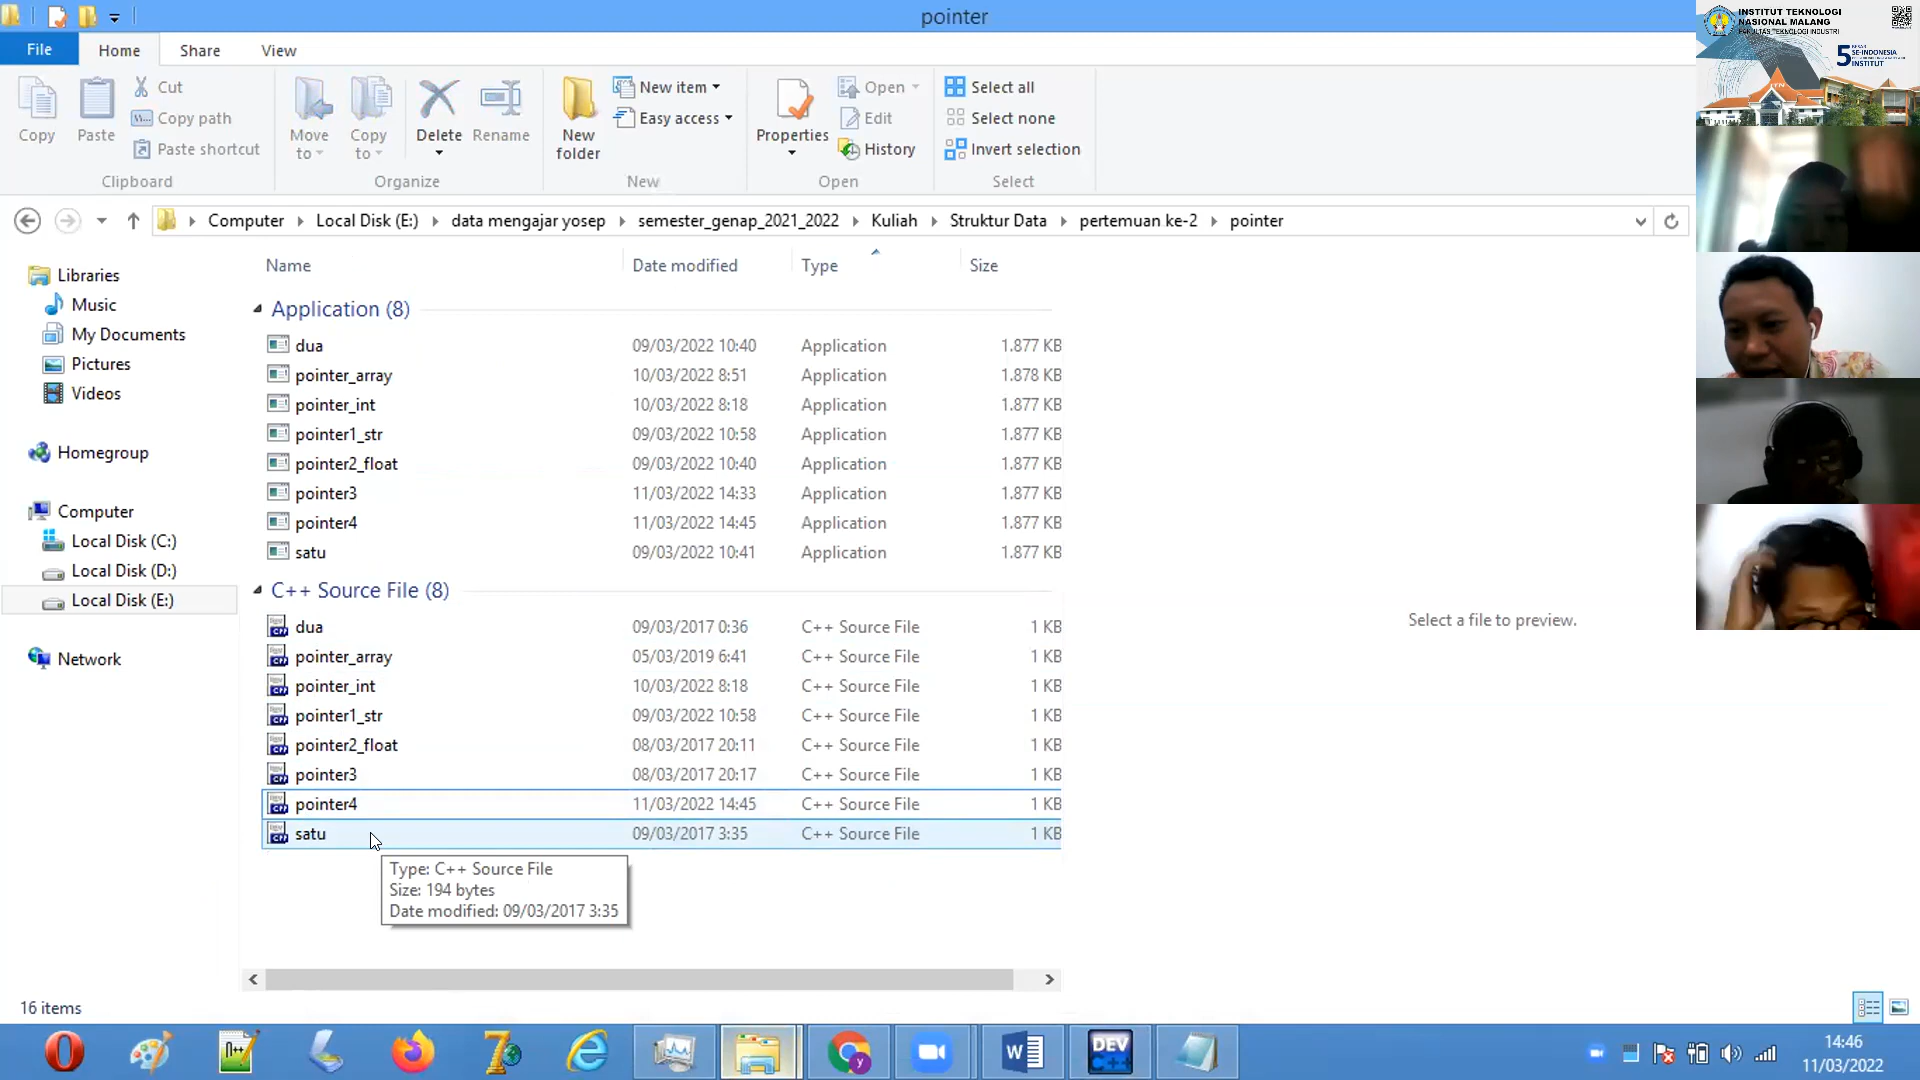 pointer
File Home Share View
Copy
Paste
Cut
Copy path
Paste shortcut
Clipboard
Move to
Copy to
Delete
Rename
Organize
New folder
New item
Easy access
New
Properties
Open
Edit
History
Open
Select all
Select none
Invert selection
Select
Computer Local Disk (E:) data mengajar yosep semester_genap_2021_2022 Kuliah Struktur Data pertemuan ke-2 pointer
Libraries
Music
My Documents
Pictures
Videos
Homegroup
Computer
Local Disk (C:)
Local Disk (D:)
Local Disk (E:)
Network
Name Date modified Type Size
Application (8)
dua 09/03/2022 10:40 Application 1.877 KB
pointer_array 10/03/2022 8:51 Application 1.878 KB
pointer_int 10/03/2022 8:18 Application 1.877 KB
pointer1_str 09/03/2022 10:58 Application 1.877 KB
pointer2_float 09/03/2022 10:40 Application 1.877 KB
pointer3 11/03/2022 14:33 Application 1.877 KB
pointer4 11/03/2022 14:45 Application 1.877 KB
satu 09/03/2022 10:41 Application 1.877 KB
C++ Source File (8)
dua 09/03/2017 0:36 C++ Source File 1 KB
pointer_array 05/03/2019 6:41 C++ Source File 1 KB
pointer_int 10/03/2022 8:18 C++ Source File 1 KB
pointer1_str 09/03/2022 10:58 C++ Source File 1 KB
pointer2_float 08/03/2017 20:11 C++ Source File 1 KB
pointer3 08/03/2017 20:17 C++ Source File 1 KB
pointer4 11/03/2022 14:45 C++ Source File 1 KB
satu 09/03/2017 3:35 C++ Source File 1 KB
Type: C++ Source File
Size: 194 bytes
Date modified: 09/03/2017 3:35
Select a file to preview.
16 items
INSTITUT TEKNOLOGI
NASIONAL MALANG
FAKULTAS TEKNOLOGI INDUSTRI
5
SE-INDONESIA
INSTITUT
DEV
C++
14:46
11/03/2022